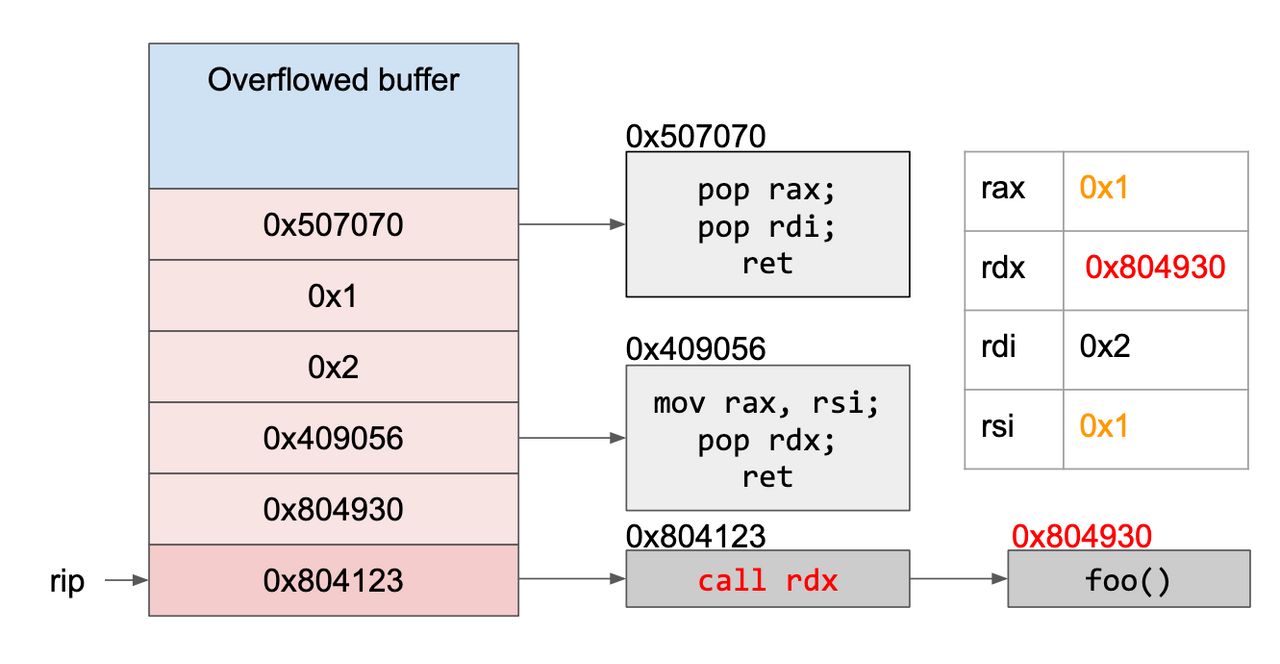 Overflowed buffer
0x507070
0x1
0x2
0x409056
0x804930
rip
0x804123
0x507070
pop rax;
pop rdi;
ret
0x409056
mov rax, rsi;
pop rdx;
ret
0x804123
call rdx
0x804930
foo()
rax 0x1
rdx 0x804930
rdi 0x2
rsi 0x1